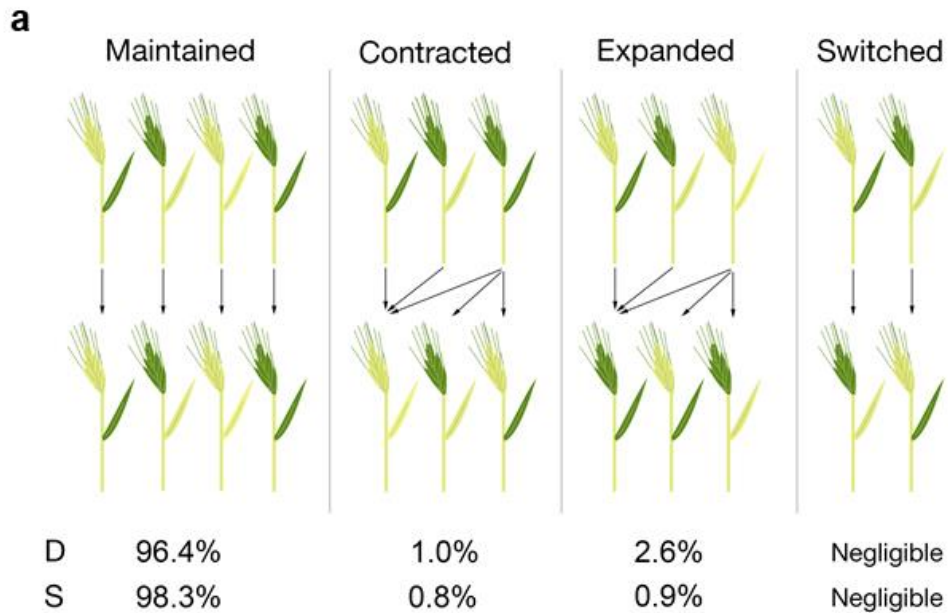 a
Maintained Contracted Expanded Switched
D 96.4% 1.0% 2.6% Negligible
S 98.3% 0.8% 0.9% Negligible